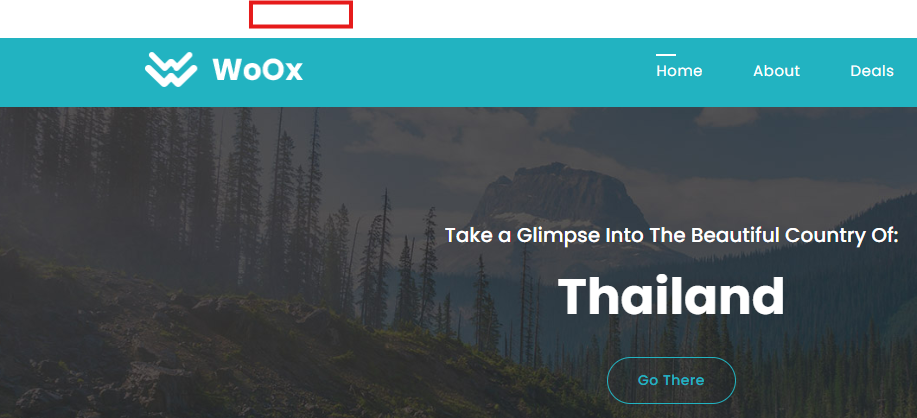 WoOx
Home About Deals
Take a Glimpse Into The Beautiful Country Of:
Thailand
Go There